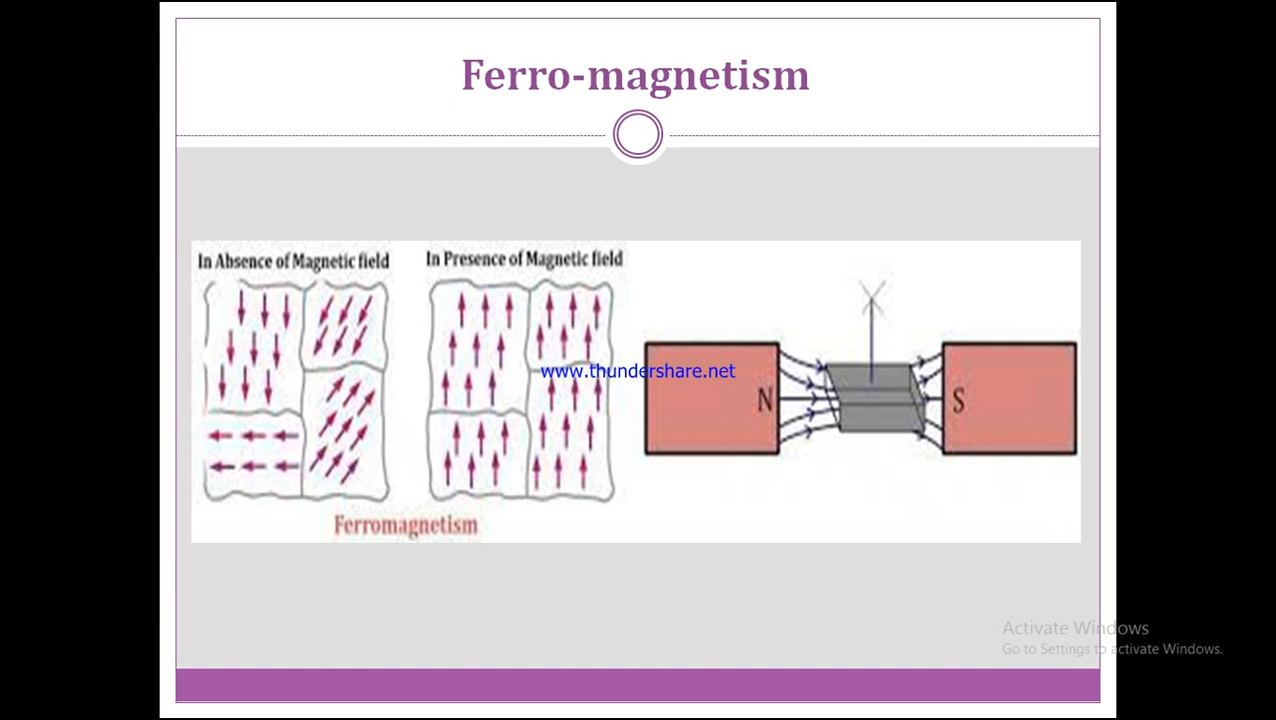 Ferro-magnetism
In Absence of Magnetic field
In Presence of Magnetic field
www.thundershare.net
N
S
Ferromagnetism
Activate Windows
Go to Settings to activate Windows.